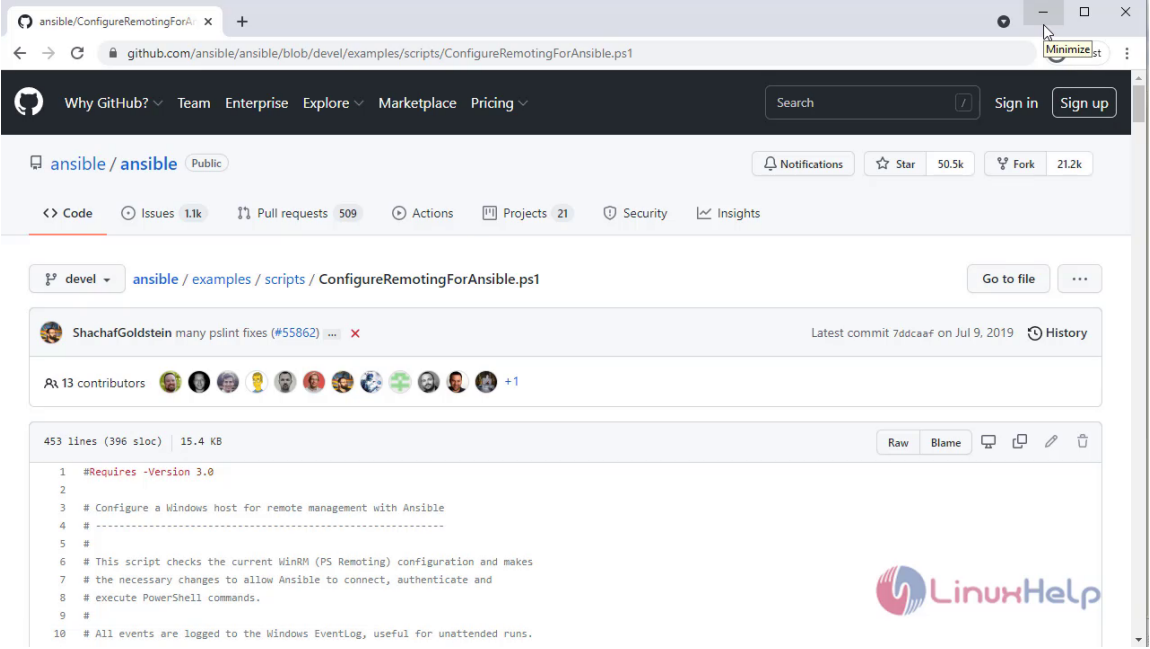 ansible/ConfigureRemotingForAn
Minimize
st
github.com/ansible/ansible/blob/devel/examples/scripts/ConfigureRemotingForAnsible.ps1
Why GitHub? Team Enterprise Explore Marketplace Pricing Search / Sign in Sign up
ansible / ansible Public Notifications Star 50.5k Fork 21.2k
Code Issues 1.1k Pull requests 509 Actions Projects 21 Security Insights
devel ansible / examples / scripts / ConfigureRemotingForAnsible.ps1 Go to file ...
ShachafGoldstein many pslint fixes (#55862) ... Latest commit 7ddcaaf on Jul 9, 2019 History
13 contributors +1
453 lines (396 sloc) 15.4 KB Raw Blame
1 #Requires -Version 3.0
2
3 # Configure a Windows host for remote management with Ansible
4 # -----------------------------------------------------------
5 #
6 # This script checks the current WinRM (PS Remoting) configuration and makes
7 # the necessary changes to allow Ansible to connect, authenticate and
8 # execute PowerShell commands.
9 #
10 # All events are logged to the Windows EventLog, useful for unattended runs.
LinuxHelp